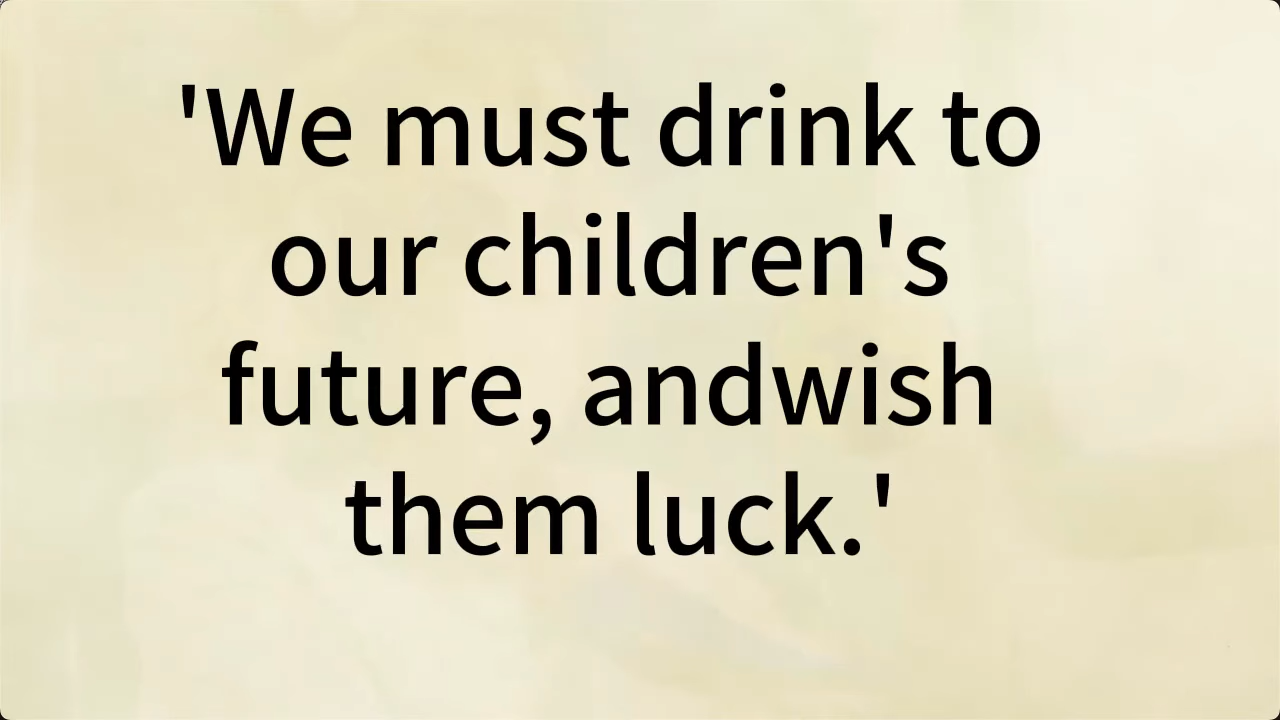 'We must drink to
our children's
future, andwish
them luck.'